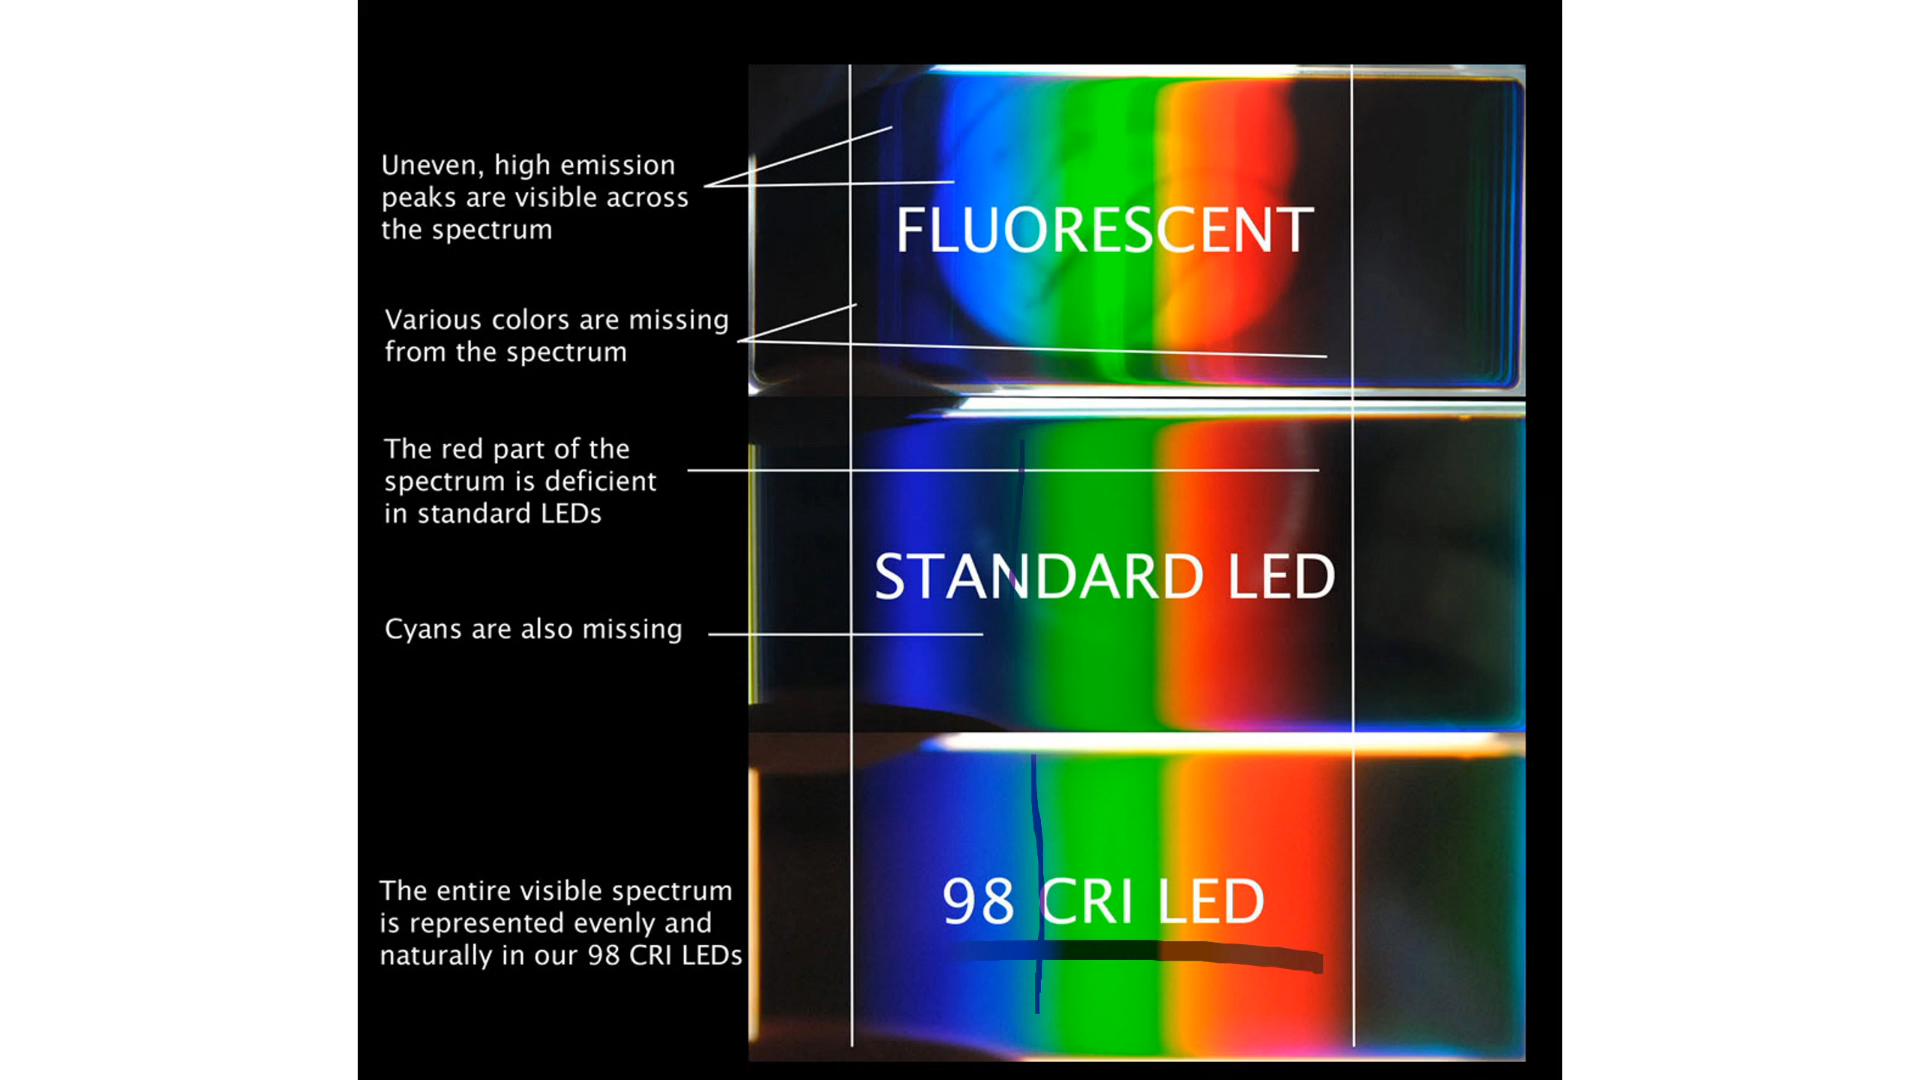 Uneven, high emission
peaks are visible across
the spectrum
FLUORESCENT
Various colors are missing
from the spectrum
The red part of the
spectrum is deficient
in standard LEDs
STANDARD LED
Cyans are also missing
98 CRI LED
The entire visible spectrum
is represented evenly and
naturally in our 98 CRI LEDs